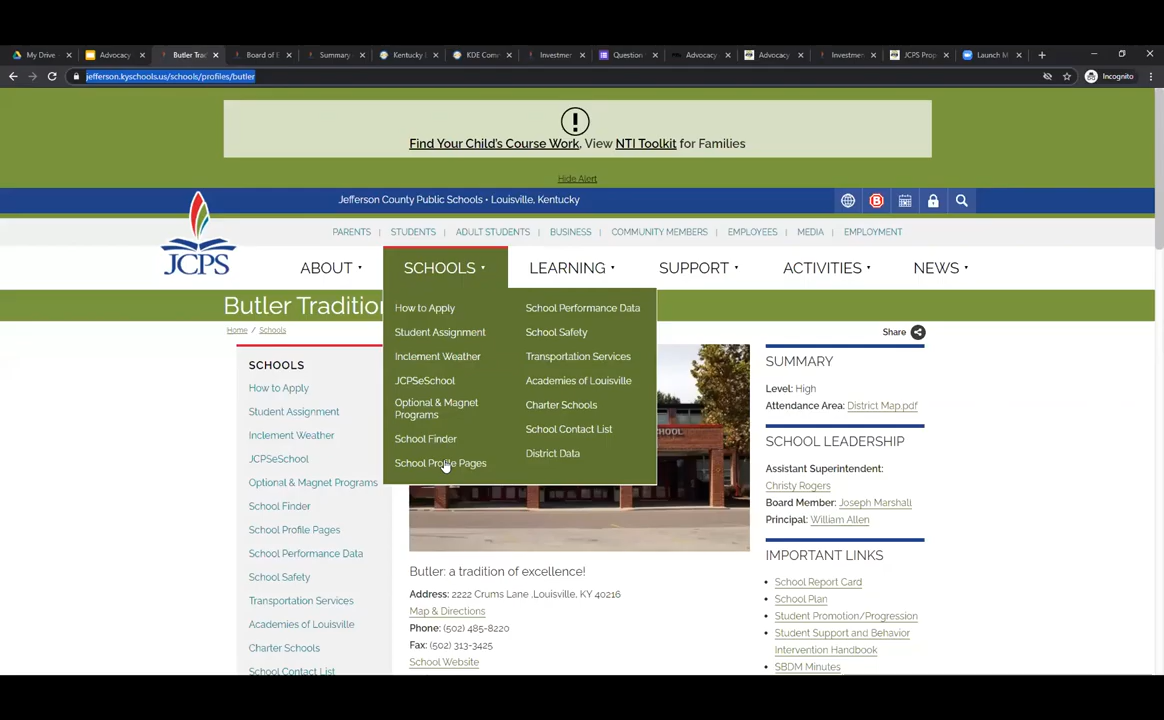 My Drive
Advocacy
Butler Trad
Board of E
Summary
Kentucky
KDE Com
Investmen
Question
Advocacy
Advocacy
Investmen
JCPS Prop
Launch M
jefferson.kyschools.us/schools/profiles/butler
Incognito
Find Your Child's Course Work, View NTI Toolkit for Families
Hide Alert
Jefferson County Public Schools • Louisville, Kentucky
JCPS
PARENTS | STUDENTS | ADULT STUDENTS | BUSINESS | COMMUNITY MEMBERS | EMPLOYEES | MEDIA | EMPLOYMENT
ABOUT SCHOOLS LEARNING SUPPORT ACTIVITIES NEWS
Butler Tradition
Home / Schools
Share
How to Apply
Student Assignment
Inclement Weather
JCPSeSchool
Optional & Magnet
Programs
School Finder
School Profile Pages
School Performance Data
School Safety
Transportation Services
Academies of Louisville
Charter Schools
School Contact List
District Data
SCHOOLS
How to Apply
Student Assignment
Inclement Weather
JCPSeSchool
Optional & Magnet Programs
School Finder
School Profile Pages
School Performance Data
School Safety
Transportation Services
Academies of Louisville
Charter Schools
School Contact List
Butler: a tradition of excellence!
Address: 2222 Crums Lane ,Louisville, KY 40216
Map & Directions
Phone: (502) 485-8220
Fax: (502) 313-3425
School Website
SUMMARY
Level: High
Attendance Area: District Map.pdf
SCHOOL LEADERSHIP
Assistant Superintendent:
Christy Rogers
Board Member: Joseph Marshall
Principal: William Allen
IMPORTANT LINKS
• School Report Card
• School Plan
• Student Promotion/Progression
• Student Support and Behavior
Intervention Handbook
• SBDM Minutes